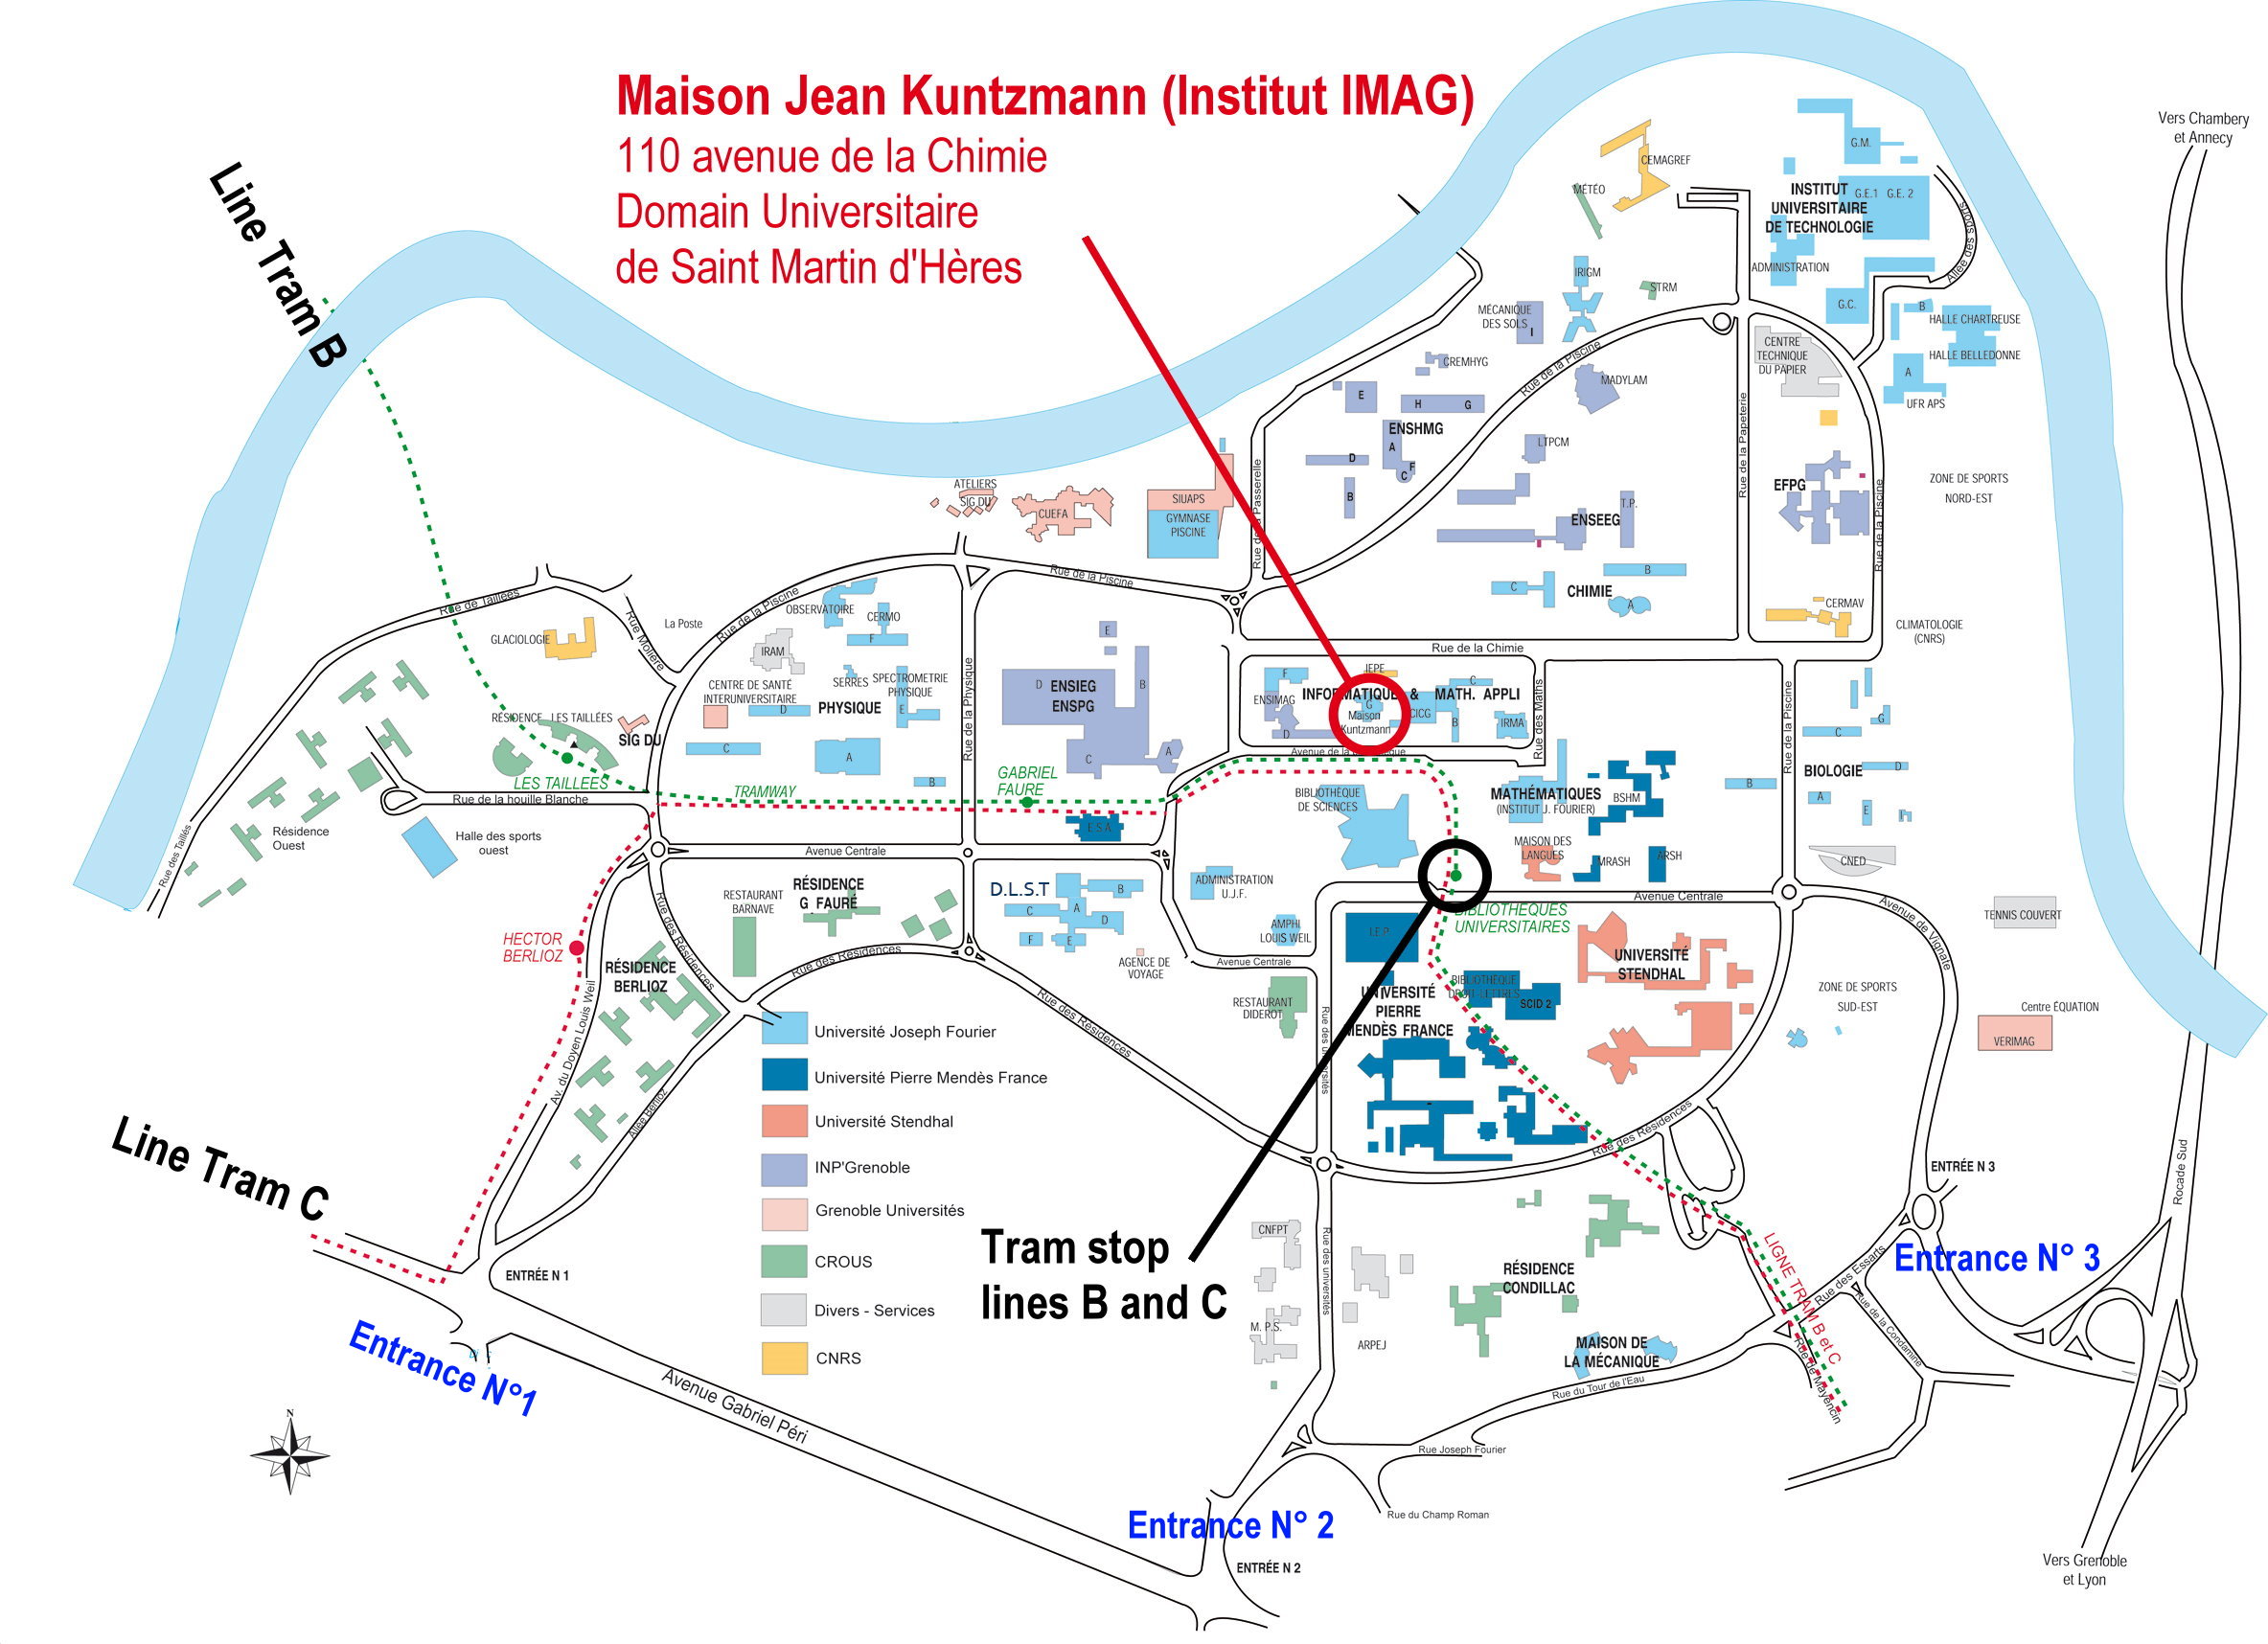 Maison Jean Kuntzmann (Institut IMAG)
110 avenue de la Chimie
Domain Universitaire
de Saint Martin d'Hères
Line Tram B
Vers Chambery
et Annecy
CEMAGREF
MÉTÉO
G.M.
INSTITUT
UNIVERSITAIRE
DE TECHNOLOGIE
G.E.1
G.E. 2
ADMINISTRATION
Allée des sports
G.C.
IRIGM
STRM
MÉCANIQUE
DES SOLS
I
B
HALLE CHARTREUSE
HALLE BELLEDONNE
A
UFR APS
CENTRE
TECHNIQUE
DU PAPIER
Rue de la Piscine
CREMHYG
MADYLAM
E
H
G
ENSHMG
A
F
C
D
B
LTPCM
Rue de la Papeterie
EFPG
Rue de la Piscine
ZONE DE SPORTS
NORD-EST
ATELIERS
SIG DU
CUEFA
SIUAPS
GYMNASE
PISCINE
Rue de la Passerelle
T.P.
ENSEEG
B
C
CHIMIE
A
CERMAV
CLIMATOLOGIE
(CNRS)
Rue de la Piscine
Rue de la Piscine
Rue de Taillées
GLACIOLOGIE
Rue Molière
La Poste
OBSERVATOIRE
CERMO
F
IRAM
SERRES
SPECTROMETRIE
PHYSIQUE
CENTRE DE SANTÉ
INTERUNIVERSITAIRE
D
PHYSIQUE
E
C
A
B
Rue de la Physique
E
D
ENSIEG
ENSPG
B
C
A
Rue de la Chimie
IEPE
F
INFORMATIQUE & MATH. APPLI
ENSIMAG
D
G
Maison
Kuntzmann
CICG
C
B
IRMA
Rue des Maths
Rue de la Piscine
G
C
BIOLOGIE
D
B
A
E
RÉSIDENCE LES TAILLÉES
SIG DU
LES TAILLEES
Rue de la houille Blanche
TRAMWAY
GABRIEL
FAURE
E S A
BIBLIOTHÈQUE
DE SCIENCES
MATHÉMATIQUES
(INSTITUT J. FOURIER)
BSHM
MAISON DES
LANGUES
MRASH
ARSH
CNED
Résidence
Ouest
Rue des Taillés
Halle des sports
ouest
Avenue Centrale
RÉSIDENCE
G FAURÉ
RESTAURANT
BARNAVE
D.L.S.T
B
C
A
D
F
E
ADMINISTRATION
U.J.F.
AMPHI
LOUIS WEIL
AGENCE DE
VOYAGE
Avenue Centrale
Avenue Centrale
BIBLIOTHEQUES
UNIVERSITAIRES
I.E.P
Avenue de Vignate
TENNIS COUVERT
HECTOR
BERLIOZ
RÉSIDENCE
BERLIOZ
Rue des Résidences
Rue des Résidences
Rue des Résidences
Av. du Doyen Louis Weil
Allée Berlioz
RESTAURANT
DIDEROT
Rue des universités
UNIVERSITÉ
PIERRE
MENDÈS FRANCE
BIBLIOTHÈQUE
DROIT-LETTRES
SCID 2
UNIVERSITÉ
STENDHAL
ZONE DE SPORTS
SUD-EST
Centre ÉQUATION
VERIMAG
Université Joseph Fourier
Université Pierre Mendès France
Université Stendhal
INP'Grenoble
Grenoble Universités
CROUS
Divers - Services
CNRS
Line Tram C
Rue des Résidences
ENTRÉE N 3
Rocade Sud
Entrance N° 3
Tram stop
lines B and C
CNFPT
M. P.S.
ARPEJ
Rue des universités
RÉSIDENCE
CONDILLAC
MAISON DE
LA MÉCANIQUE
LIGNE TRAM B et C
Rue des Essarts
Rue de la Condamine
Rue de Mayencin
Rue du Tour de l'Eau
ENTRÉE N 1
Entrance N°1
Avenue Gabriel Péri
N
Rue Joseph Fourier
Rue du Champ Roman
Entrance N° 2
ENTRÉE N 2
Vers Grenoble
et Lyon